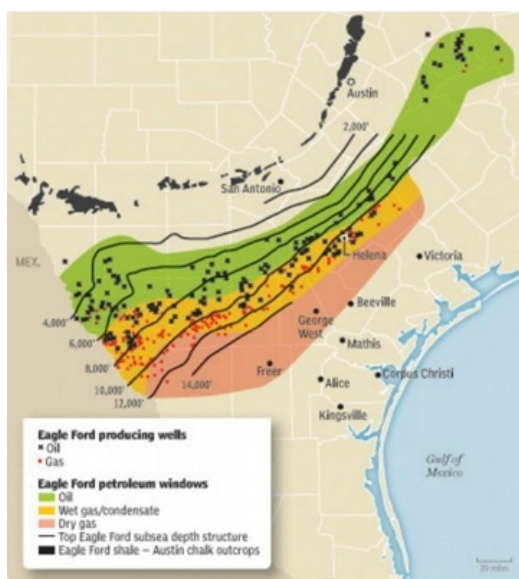 Austin
2,000'
San Antonio
MEX.
Helena
Victoria
4,000'
Beeville
6,000'
George
West
8,000'
Mathis
Freer
10,000'
14,000'
Alice
Corpus Christi
12,000'
Kingsville
Eagle Ford producing wells
Oil
Gas
Eagle Ford petroleum windows
Oil
Wet gas/condensate
Dry gas
Top Eagle Ford subsea depth structure
Eagle Ford shale – Austin chalk outcrops
Gulf of
Mexico
20 miles